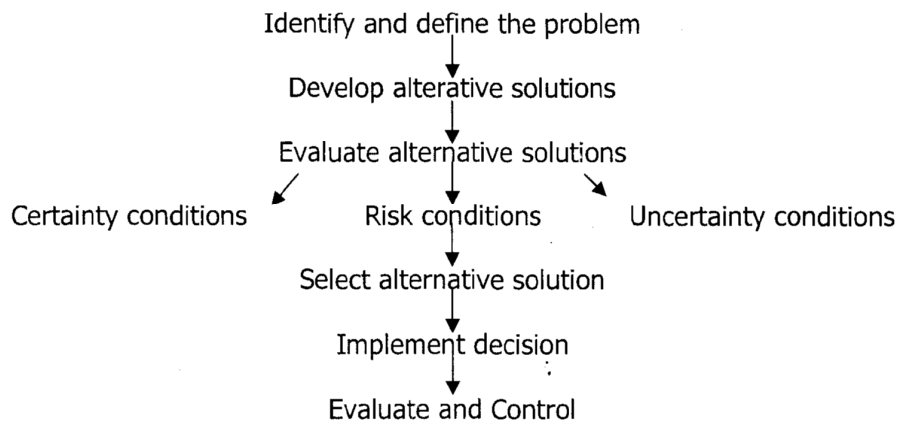 Identify and define the problem
Develop alterative solutions
Evaluate alternative solutions
Certainty conditions Risk conditions Uncertainty conditions
Select alternative solution
Implement decision
Evaluate and Control